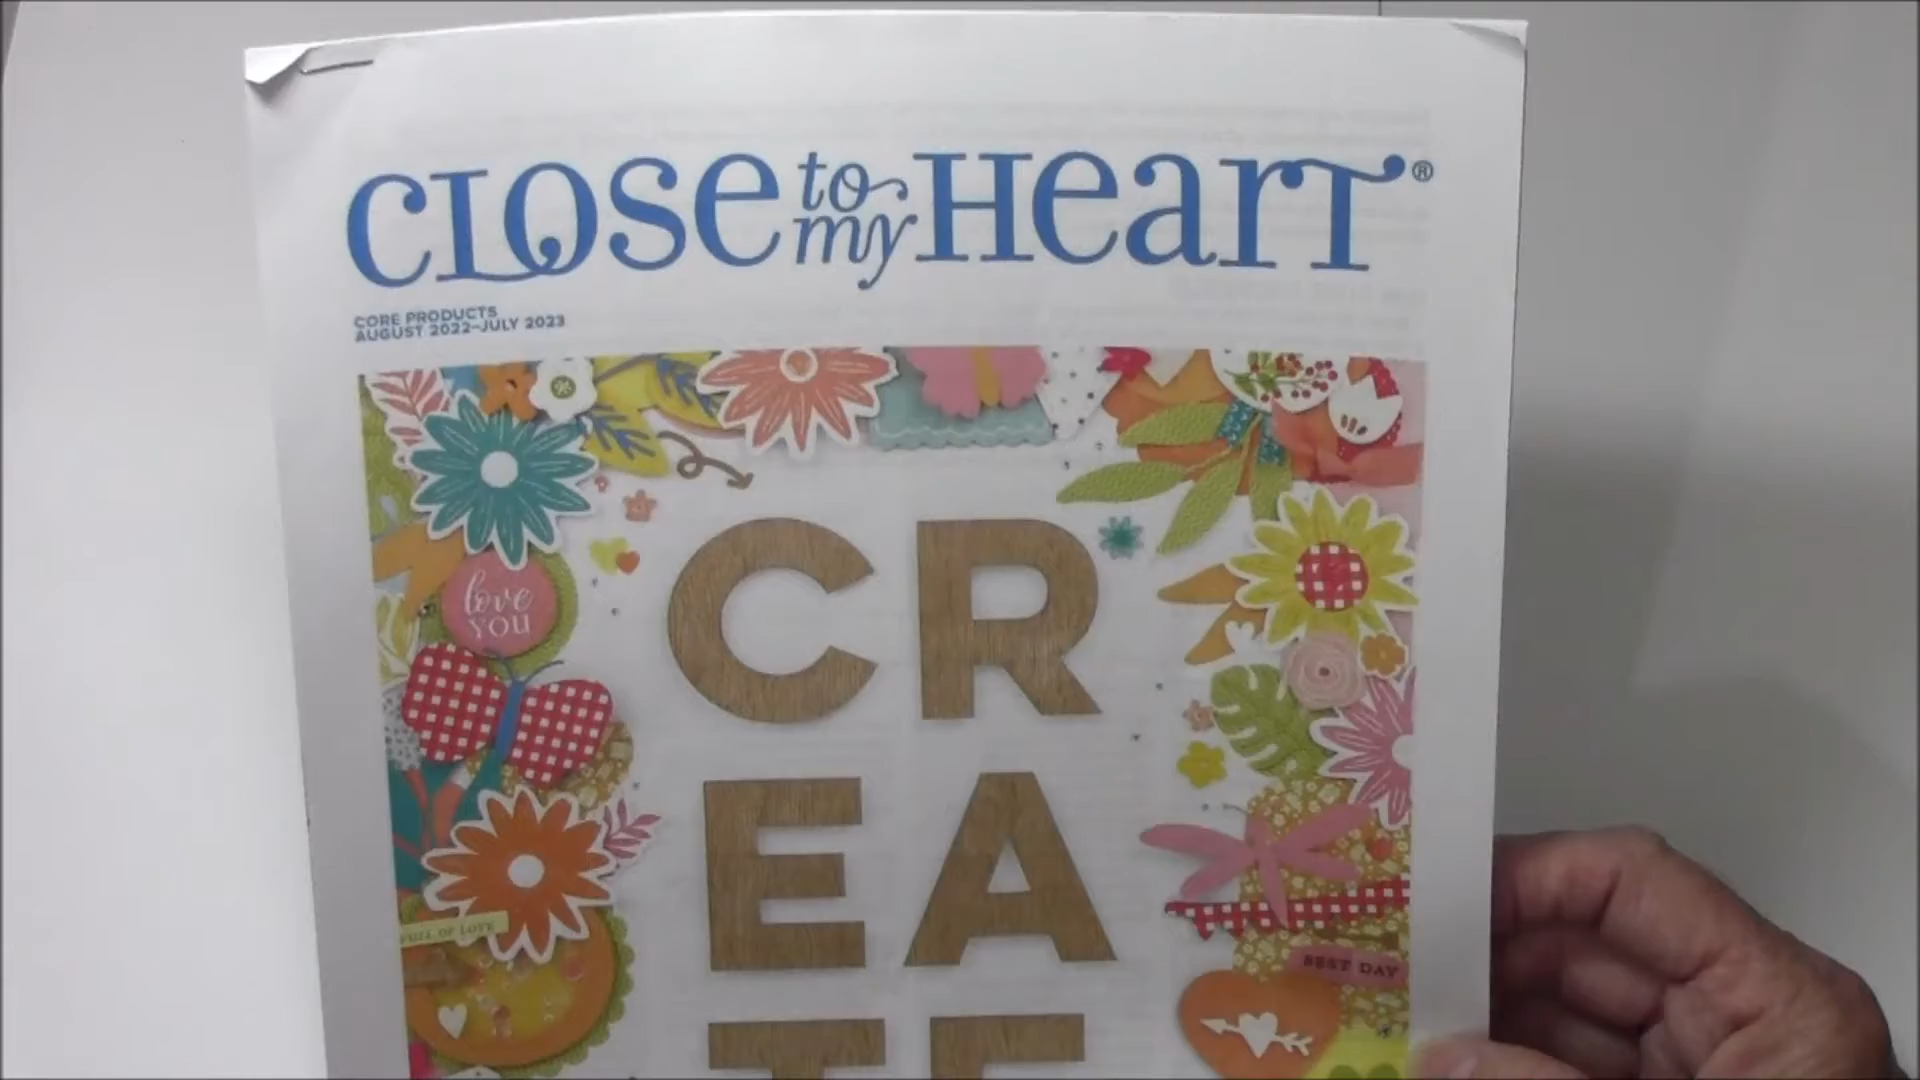 CLOSE to my HEART®
CORE PRODUCTS
AUGUST 2022–JULY 2023
love
YOU
CR
EA
TE
FULL OF LOVE
BEST DAY